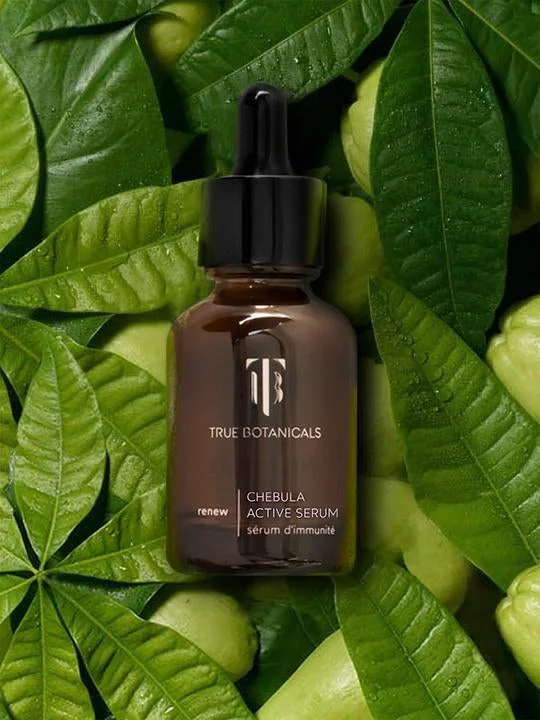 TB
TRUE BOTANICALS
renew
CHEBULA
ACTIVE SERUM
sérum d'immunité